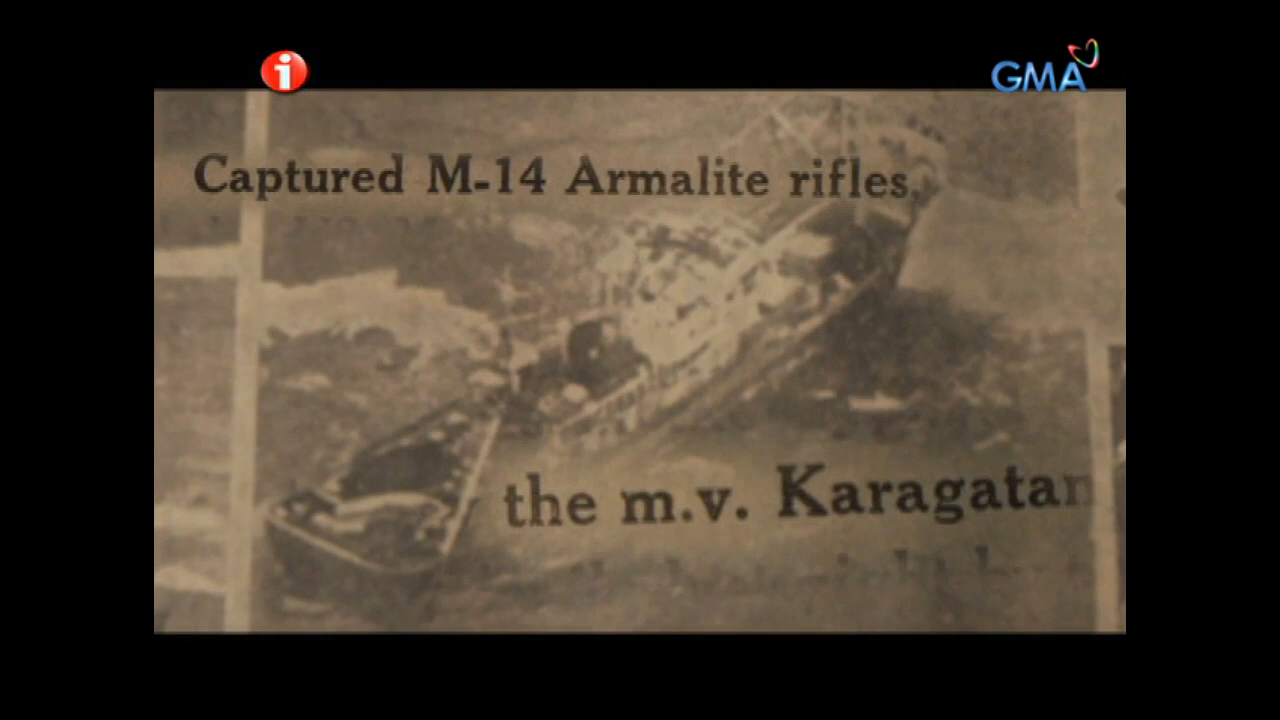 i
GMA
Captured M-14 Armalite rifles,
the m.v. Karagatan